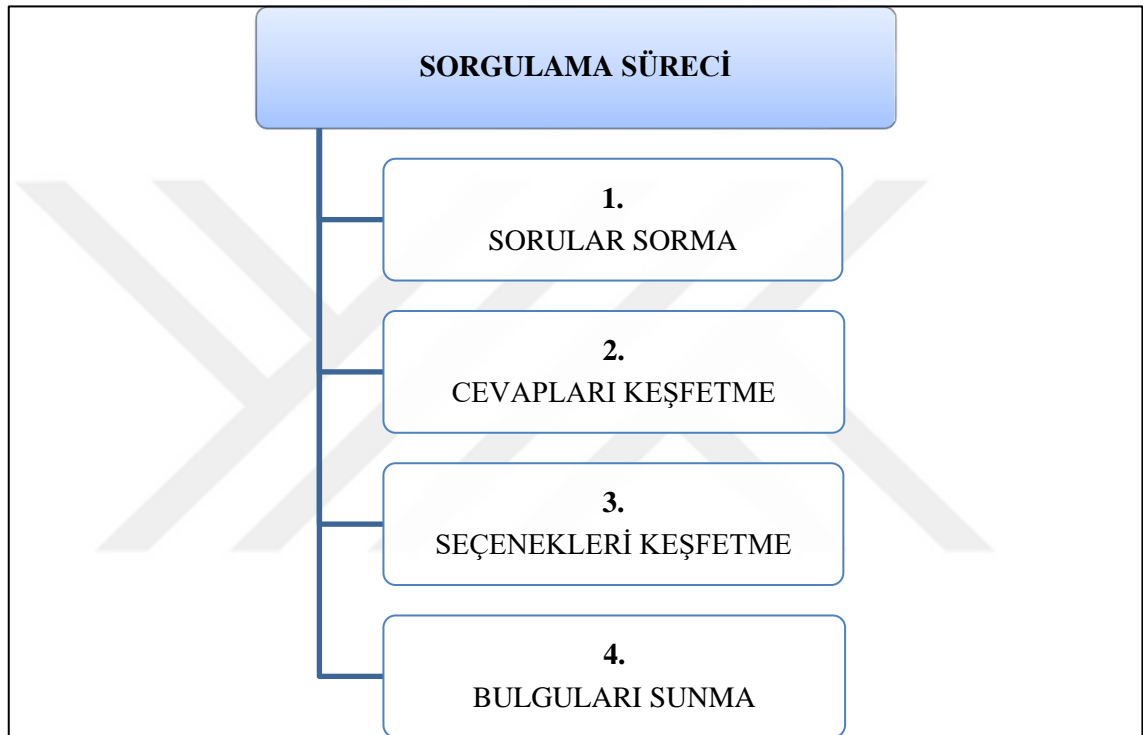 SORGULAMA SÜRECİ
1.
SORULAR SORMA
2.
CEVAPLARI KEŞFETME
3.
SEÇENEKLERİ KEŞFETME
4.
BULGULARI SUNMA